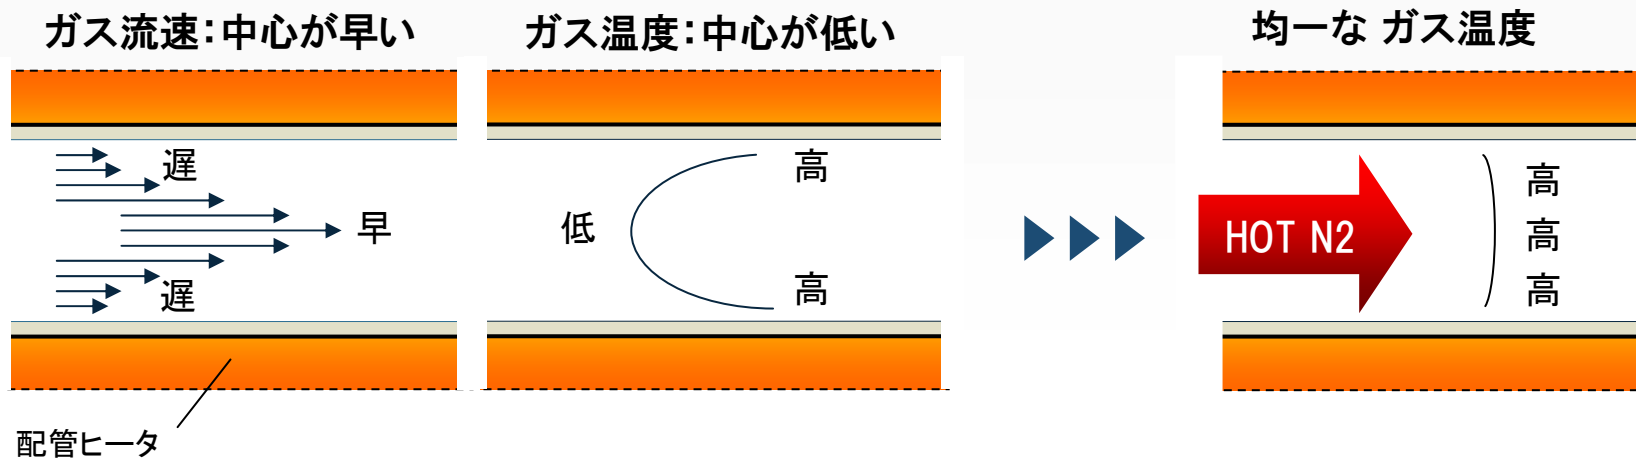 ガス流速：中心が早い
ガス温度：中心が低い
均一な ガス温度
遅
早
遅
高
低
高
HOT N2
高
高
高
配管ヒータ